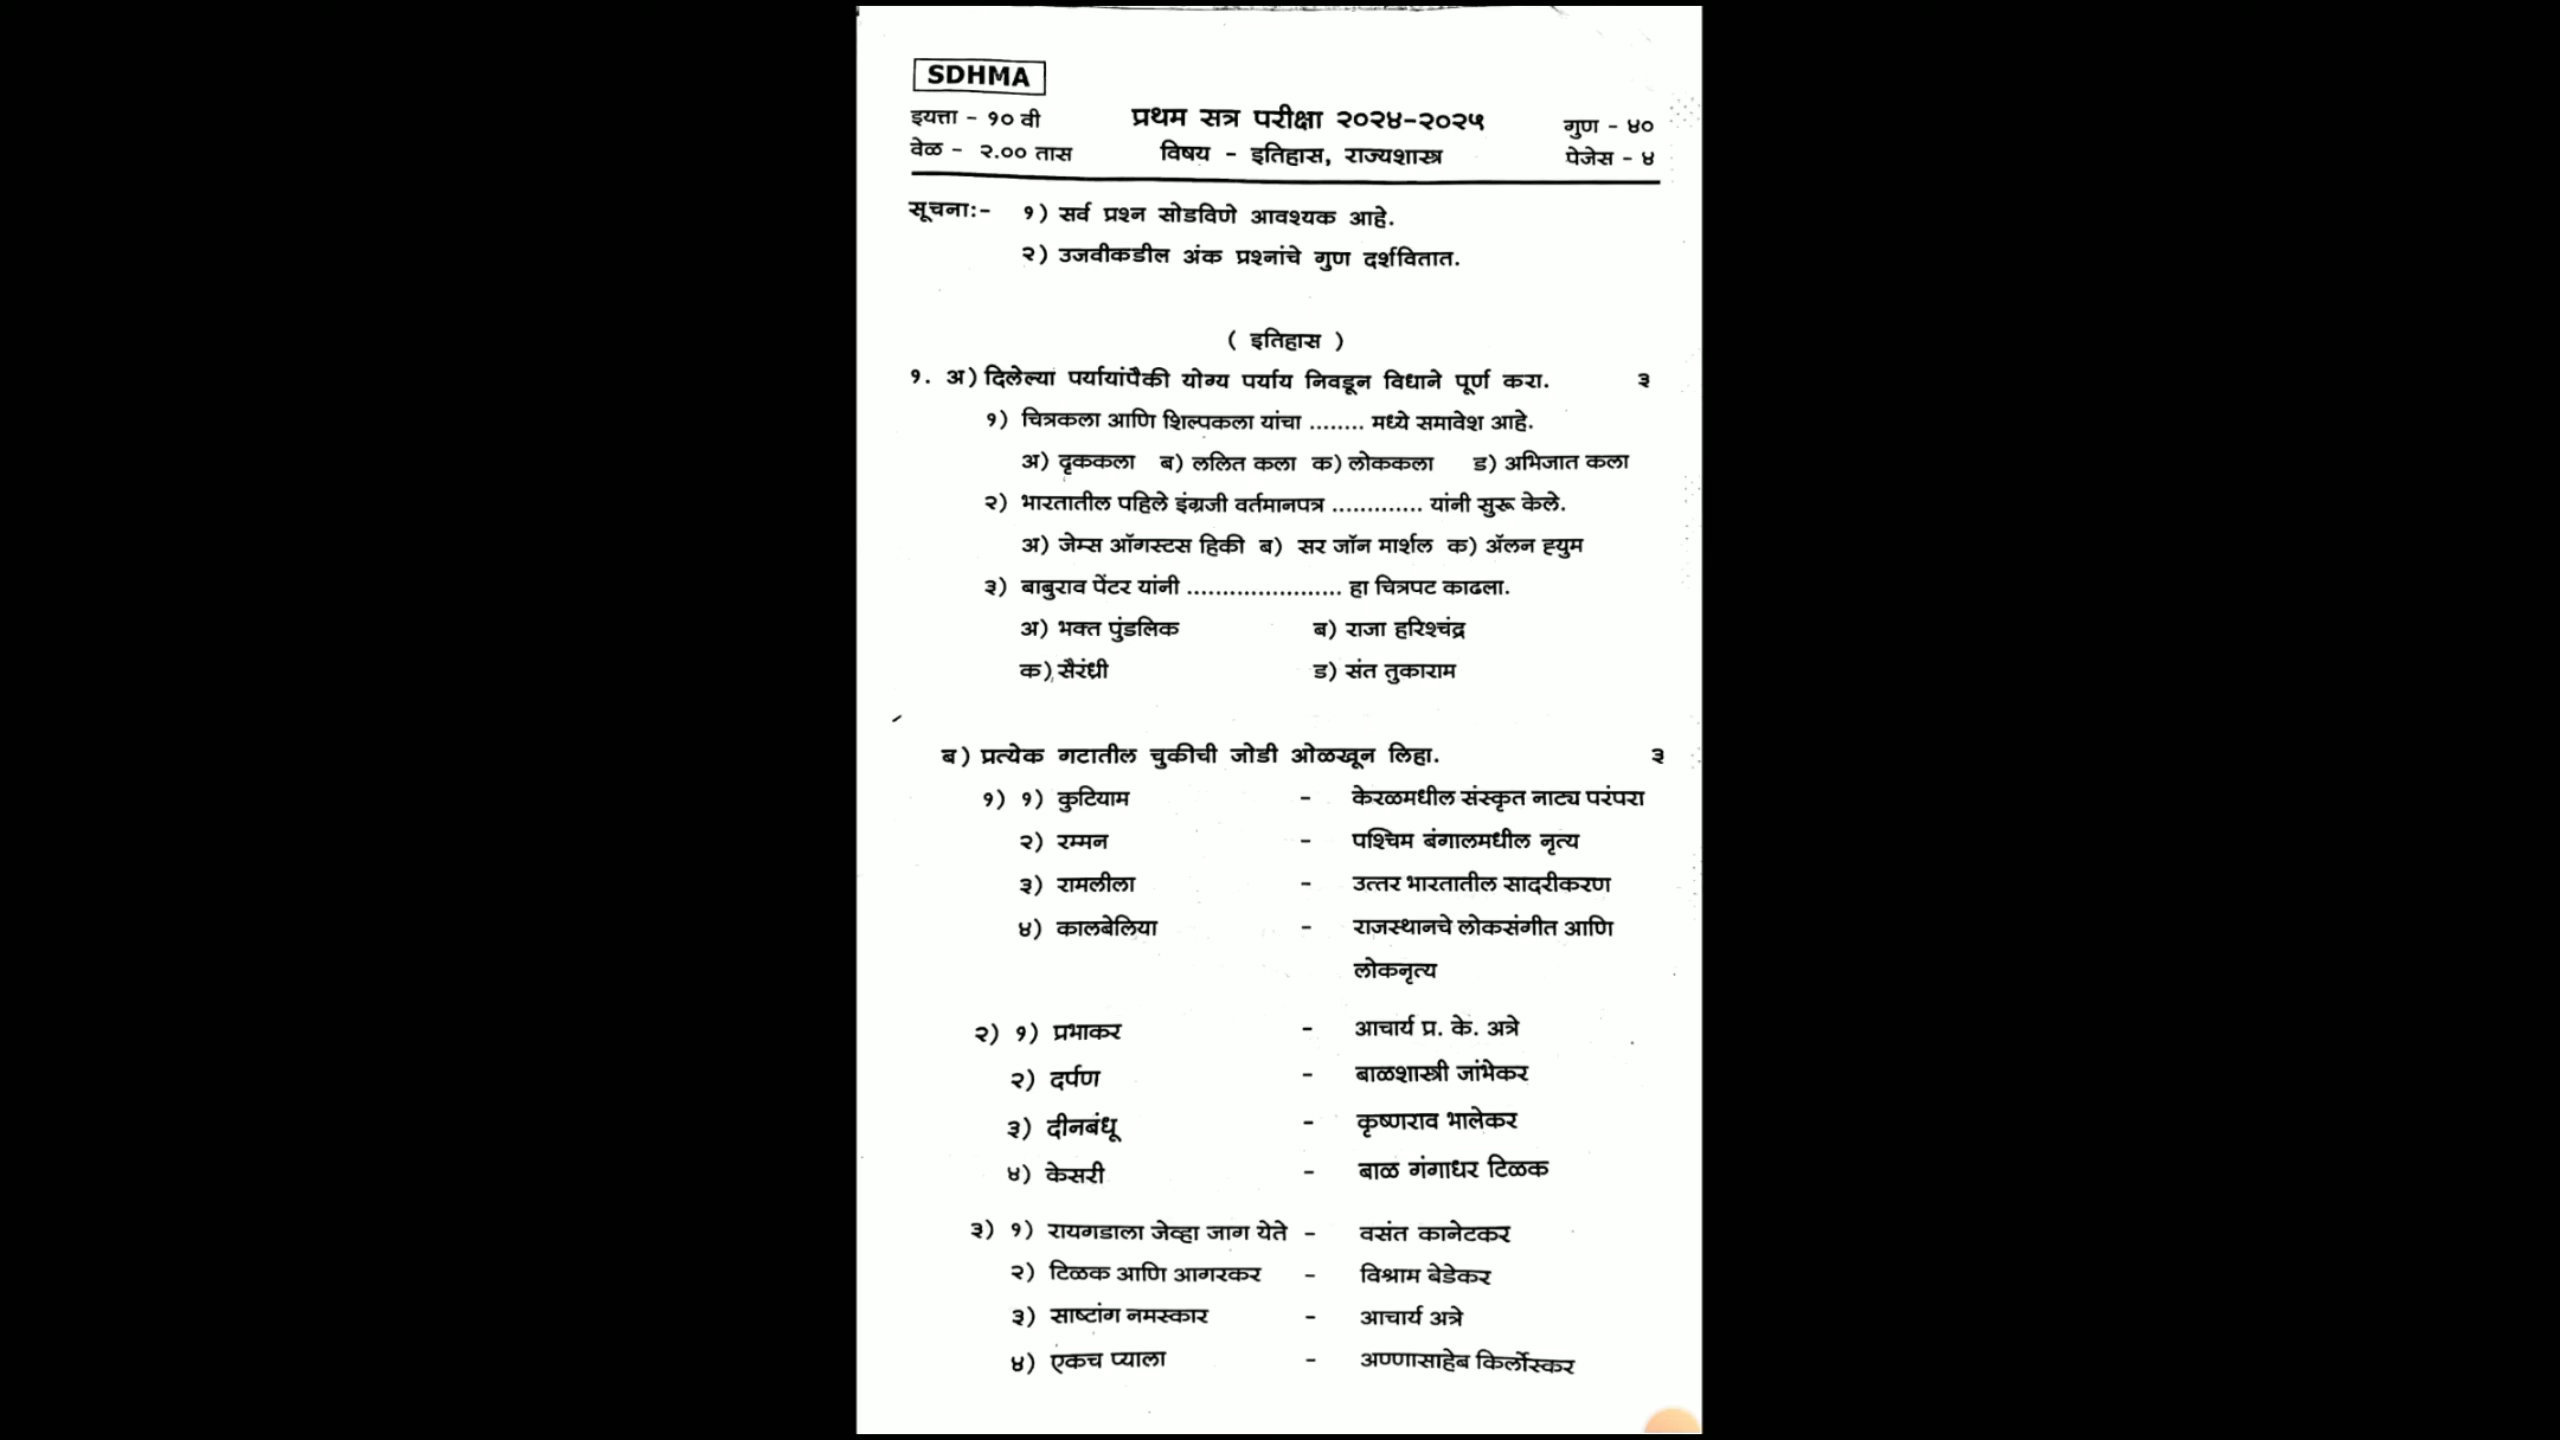 SDHMA
इयत्ता - १० वी प्रथम सत्र परीक्षा २०२४-२०२५ गुण - ४०
वेळ - २.०० तास विषय - इतिहास, राज्यशास्त्र पेजेस - ४
सूचनाः- १) सर्व प्रश्न सोडविणे आवश्यक आहे.
२) उजवीकडील अंक प्रश्नांचे गुण दर्शवितात.
( इतिहास )
१. अ) दिलेल्या पर्यायांपैकी योग्य पर्याय निवडून विधाने पूर्ण करा. ३
१) चित्रकला आणि शिल्पकला यांचा ........ मध्ये समावेश आहे.
अ) दृककला ब) ललित कला क) लोककला ड) अभिजात कला
२) भारतातील पहिले इंग्रजी वर्तमानपत्र ............. यांनी सुरू केले.
अ) जेम्स ऑगस्टस हिकी ब) सर जॉन मार्शल क) ॲलन ह्युम
३) बाबुराव पेंटर यांनी ...................... हा चित्रपट काढला.
अ) भक्त पुंडलिक ब) राजा हरिश्चंद्र
क) सैरंध्री ड) संत तुकाराम
ब) प्रत्येक गटातील चुकीची जोडी ओळखून लिहा. ३
१) १) कुटियाम - केरळमधील संस्कृत नाट्य परंपरा
२) रम्मन - पश्चिम बंगालमधील नृत्य
३) रामलीला - उत्तर भारतातील सादरीकरण
४) कालबेलिया - राजस्थानचे लोकसंगीत आणि
लोकनृत्य
२) १) प्रभाकर - आचार्य प्र. के. अत्रे
२) दर्पण - बाळशास्त्री जांभेकर
३) दीनबंधू - कृष्णराव भालेकर
४) केसरी - बाळ गंगाधर टिळक
३) १) रायगडाला जेव्हा जाग येते - वसंत कानेटकर
२) टिळक आणि आगरकर - विश्राम बेडेकर
३) साष्टांग नमस्कार - आचार्य अत्रे
४) एकच प्याला - अण्णासाहेब किर्लोस्कर